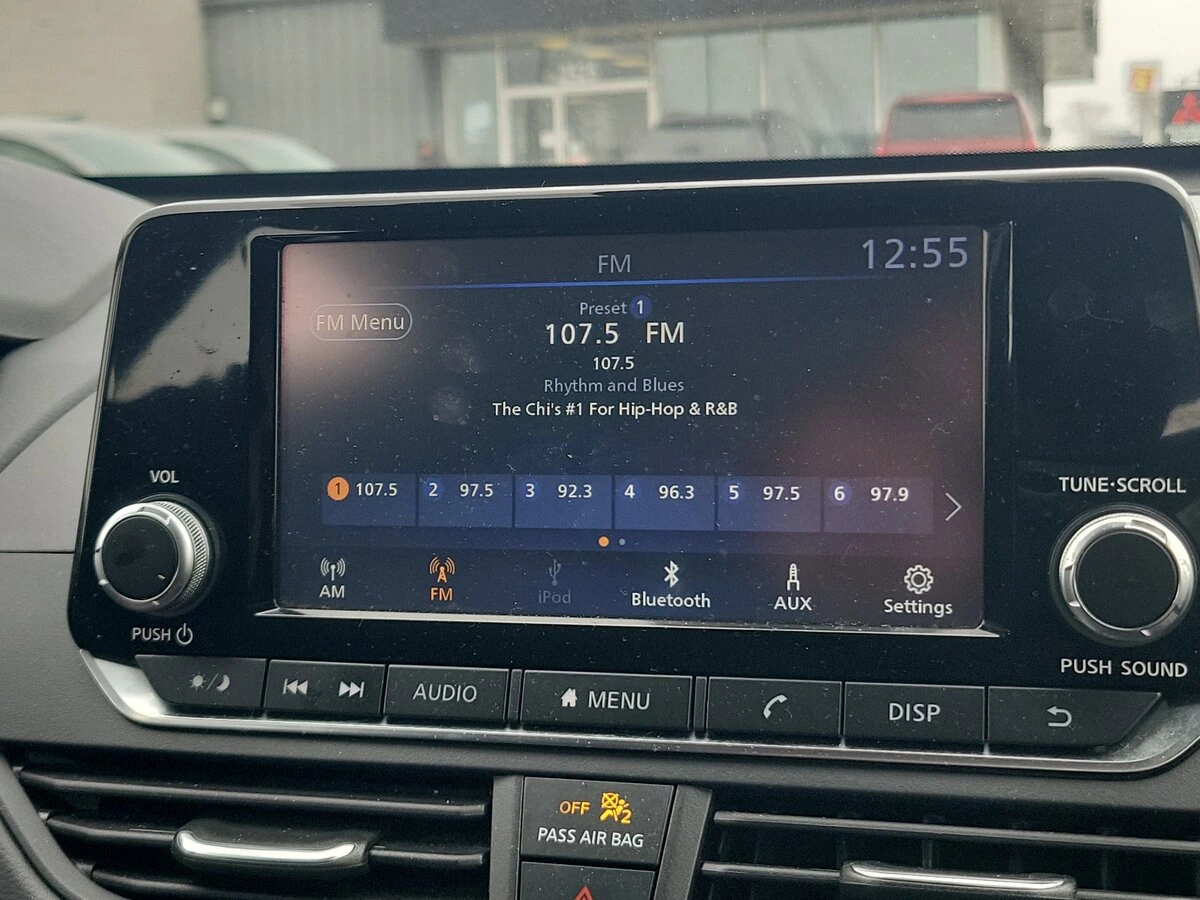 FM
12:55
FM Menu
Preset 1
107.5 FM
107.5
Rhythm and Blues
The Chi's #1 For Hip-Hop & R&B
1 107.5 2 97.5 3 92.3 4 96.3 5 97.5 6 97.9
AM FM iPod Bluetooth AUX Settings
VOL
PUSH
TUNE·SCROLL
PUSH SOUND
AUDIO MENU DISP
OFF 2
PASS AIR BAG